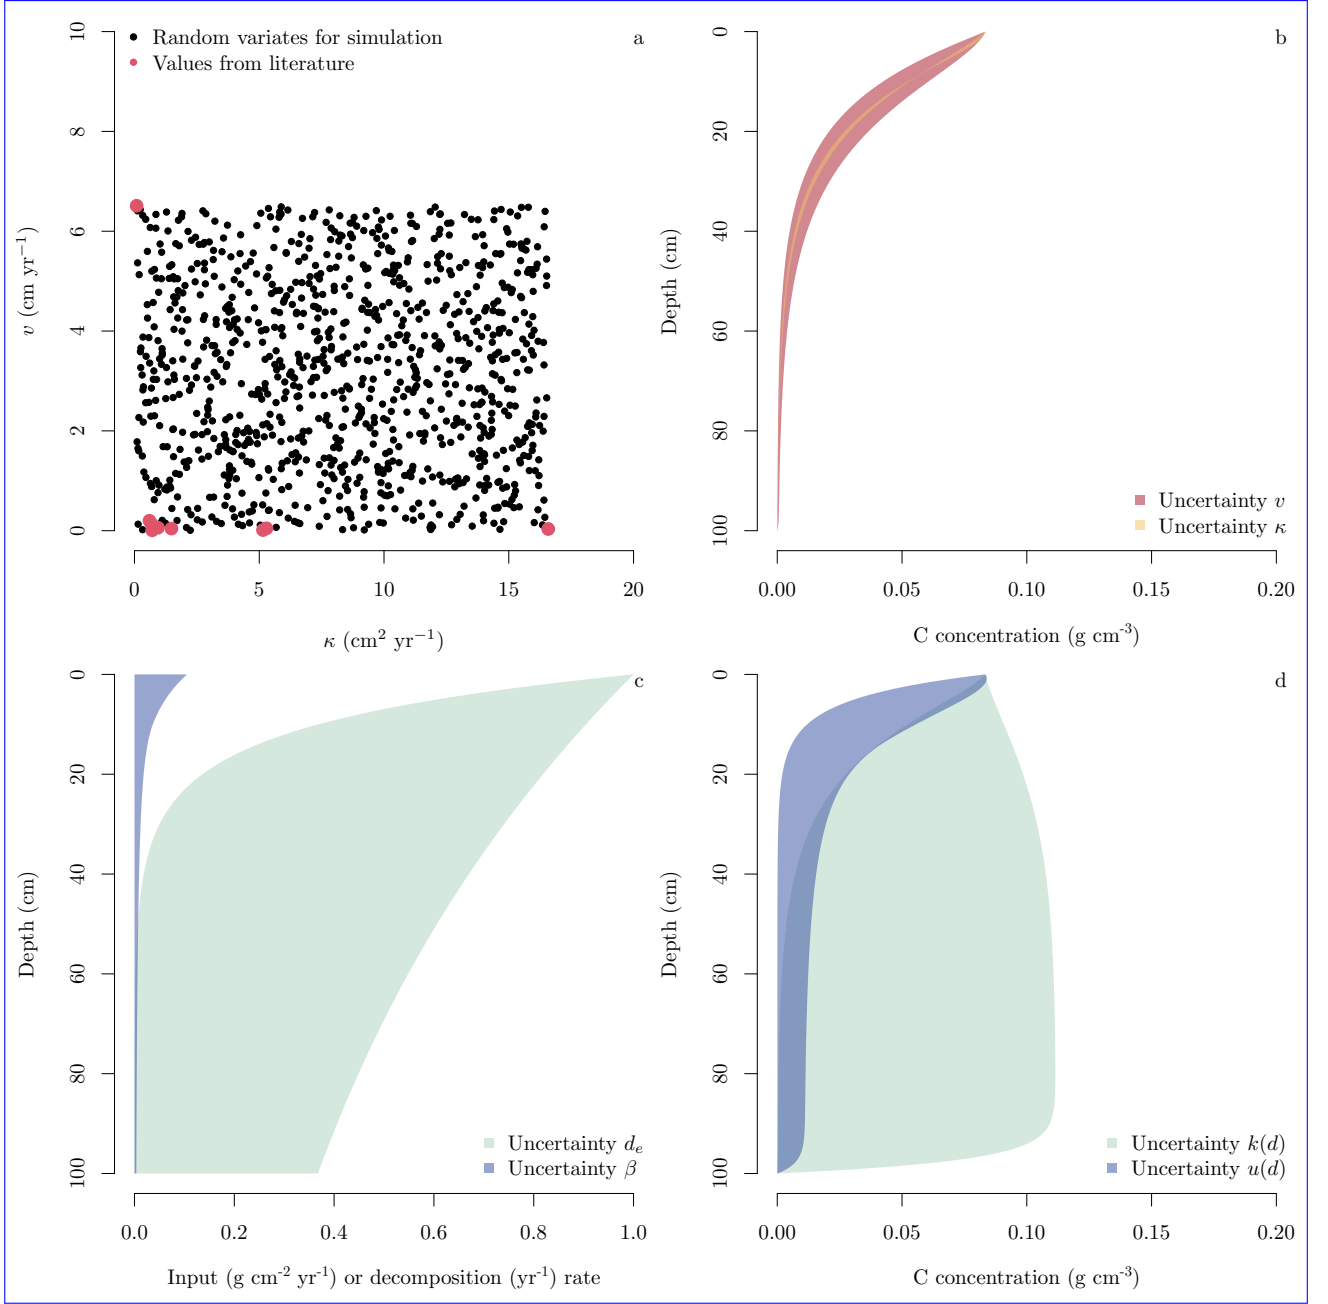 a
Random variates for simulation
Values from literature
10
8
6
4
2
0
v (cm yr⁻¹)
0 5 10 15 20
κ (cm² yr⁻¹)
b
0
20
40
60
80
100
Depth (cm)
Uncertainty v
Uncertainty κ
0.00 0.05 0.10 0.15 0.20
C concentration (g cm⁻³)
c
0
20
40
60
80
100
Depth (cm)
Uncertainty dₑ
Uncertainty β
0.0 0.2 0.4 0.6 0.8 1.0
Input (g cm⁻² yr⁻¹) or decomposition (yr⁻¹) rate
d
0
20
40
60
80
100
Depth (cm)
Uncertainty k(d)
Uncertainty u(d)
0.00 0.05 0.10 0.15 0.20
C concentration (g cm⁻³)